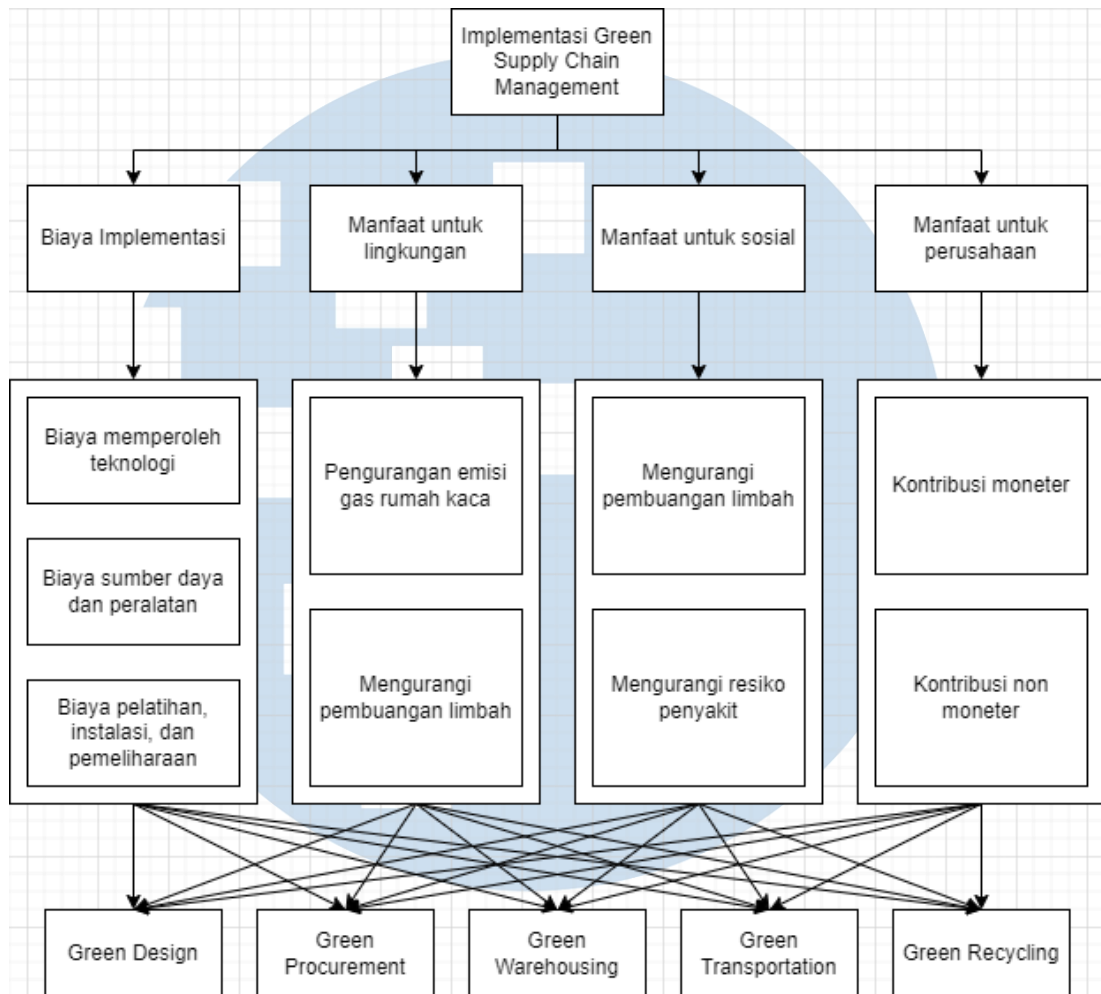 Implementasi Green
Supply Chain
Management
Biaya Implementasi
Manfaat untuk
lingkungan
Manfaat untuk sosial
Manfaat untuk
perusahaan
Biaya memperoleh
teknologi
Biaya sumber daya
dan peralatan
Biaya pelatihan,
instalasi, dan
pemeliharaan
Pengurangan emisi
gas rumah kaca
Mengurangi
pembuangan limbah
Mengurangi
pembuangan limbah
Mengurangi resiko
penyakit
Kontribusi moneter
Kontribusi non
moneter
Green Design
Green
Procurement
Green
Warehousing
Green
Transportation
Green Recycling